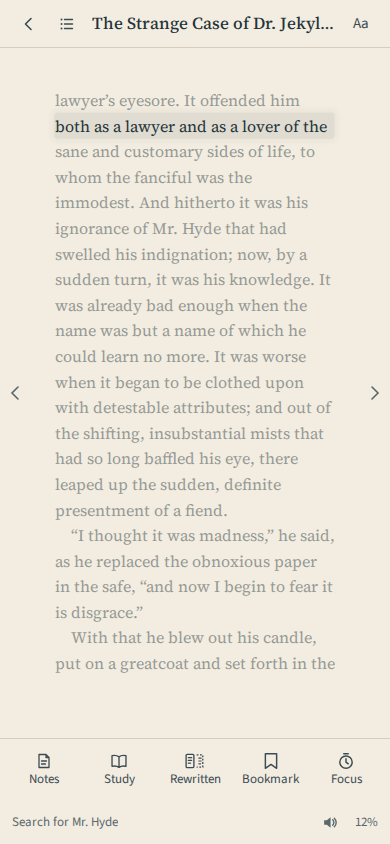 The Strange Case of Dr. Jekyl...
Aa
lawyer’s eyesore. It offended him
both as a lawyer and as a lover of the
sane and customary sides of life, to
whom the fanciful was the
immodest. And hitherto it was his
ignorance of Mr. Hyde that had
swelled his indignation; now, by a
sudden turn, it was his knowledge. It
was already bad enough when the
name was but a name of which he
could learn no more. It was worse
when it began to be clothed upon
with detestable attributes; and out of
the shifting, insubstantial mists that
had so long baffled his eye, there
leaped up the sudden, definite
presentment of a fiend.
“I thought it was madness,” he said,
as he replaced the obnoxious paper
in the safe, “and now I begin to fear it
is disgrace.”
With that he blew out his candle,
put on a greatcoat and set forth in the
Notes
Study
Rewritten
Bookmark
Focus
Search for Mr. Hyde
12%